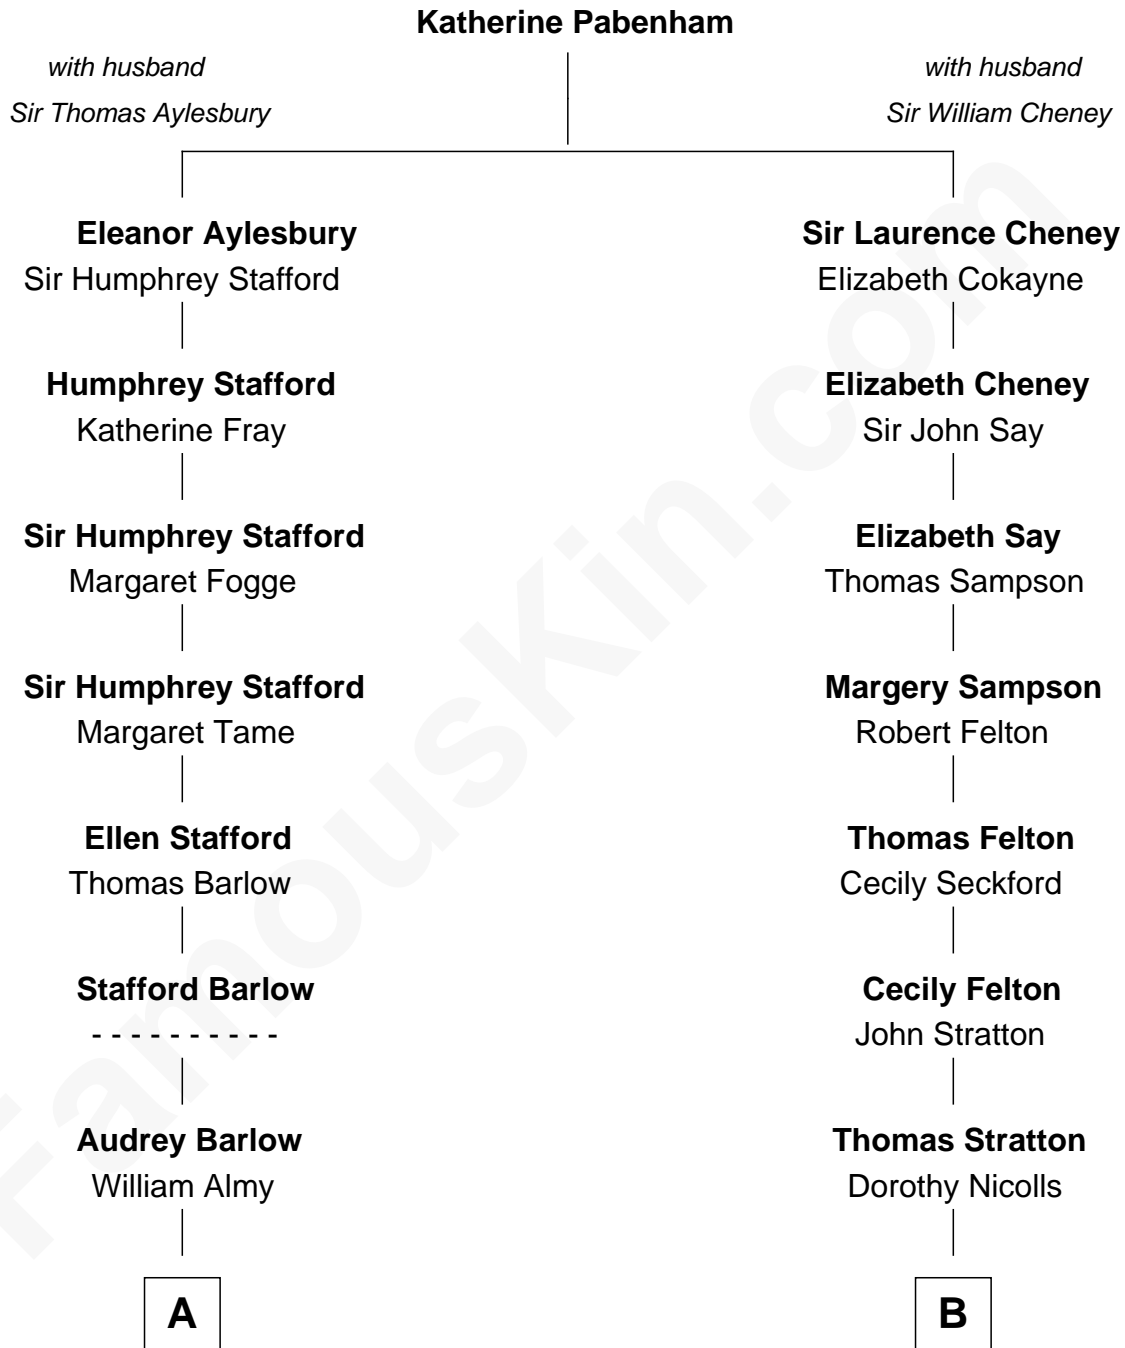 Katherine Pabenham
with husband
Sir Thomas Aylesbury
with husband
Sir William Cheney
Eleanor Aylesbury
Sir Humphrey Stafford
Sir Laurence Cheney
Elizabeth Cokayne
Humphrey Stafford
Katherine Fray
Elizabeth Cheney
Sir John Say
Sir Humphrey Stafford
Margaret Fogge
Elizabeth Say
Thomas Sampson
Sir Humphrey Stafford
Margaret Tame
Margery Sampson
Robert Felton
Ellen Stafford
Thomas Barlow
Thomas Felton
Cecily Seckford
Stafford Barlow
- - - - - - - - - -
Cecily Felton
John Stratton
Audrey Barlow
William Almy
Thomas Stratton
Dorothy Nicolls
A
B
FamousKin.com